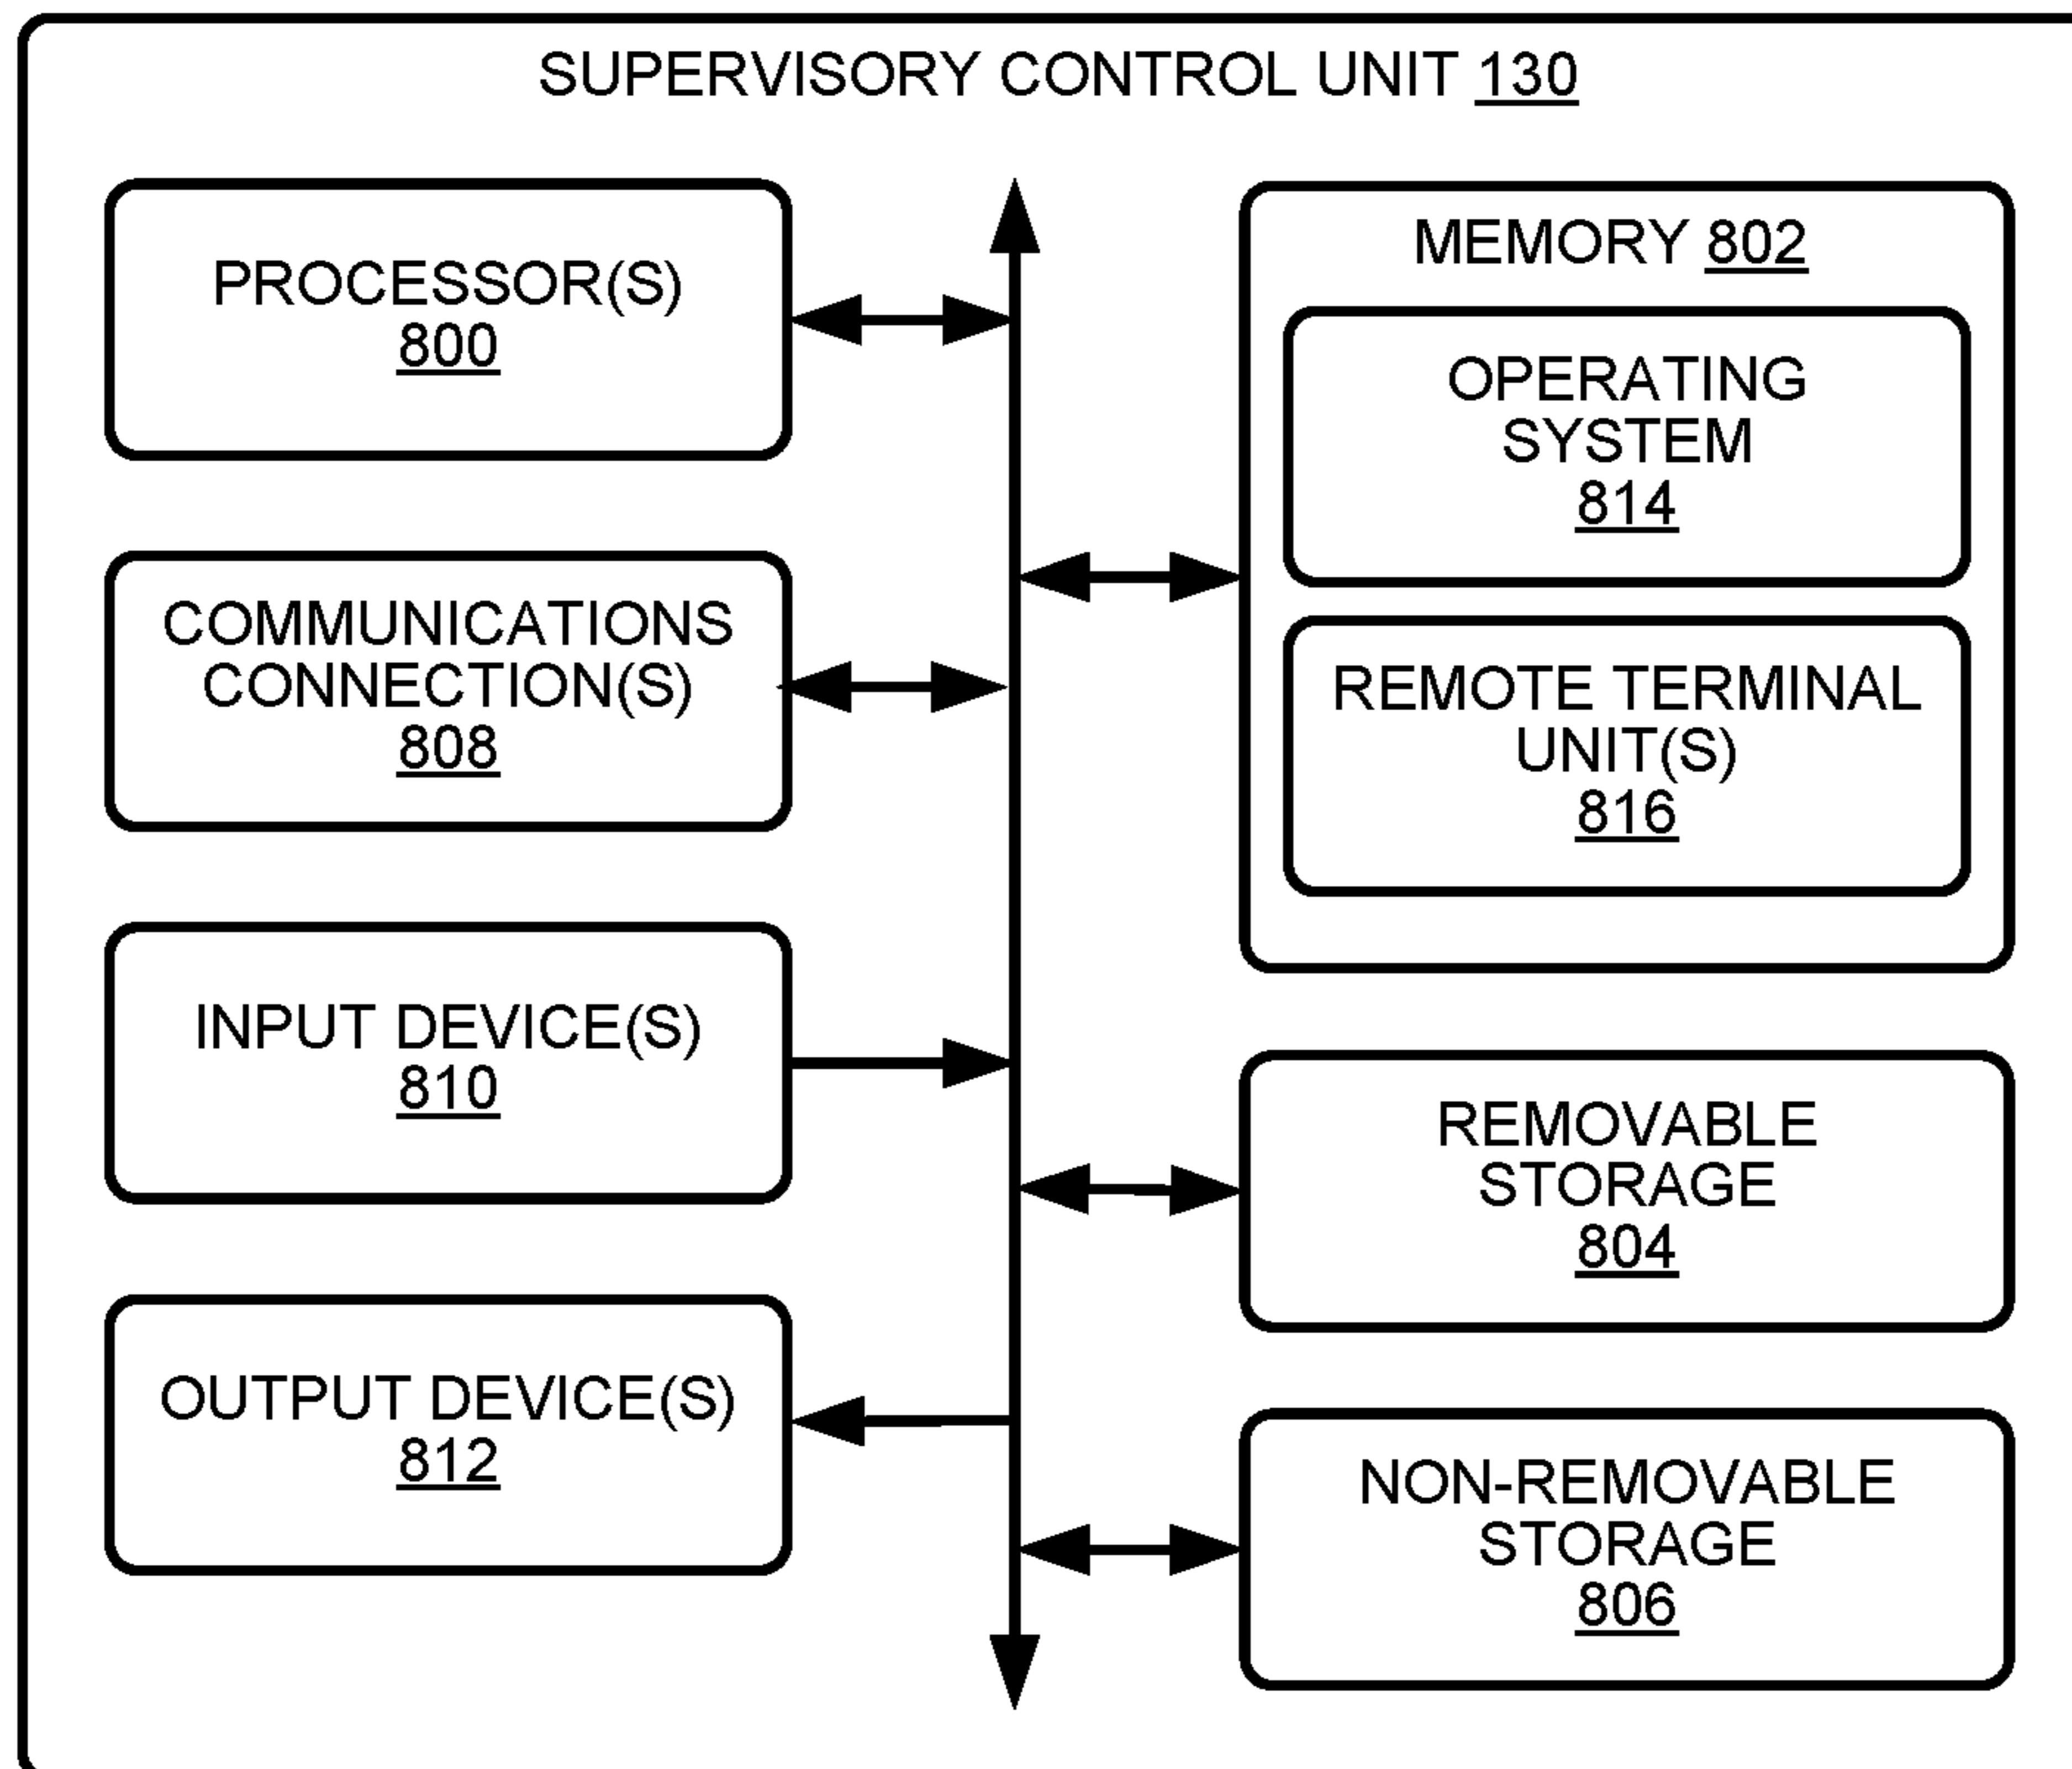 SUPERVISORY CONTROL UNIT 130
PROCESSOR(S)
800
COMMUNICATIONS
CONNECTION(S)
808
INPUT DEVICE(S)
810
OUTPUT DEVICE(S)
812
MEMORY 802
OPERATING
SYSTEM
814
REMOTE TERMINAL
UNIT(S)
816
REMOVABLE
STORAGE
804
NON-REMOVABLE
STORAGE
806